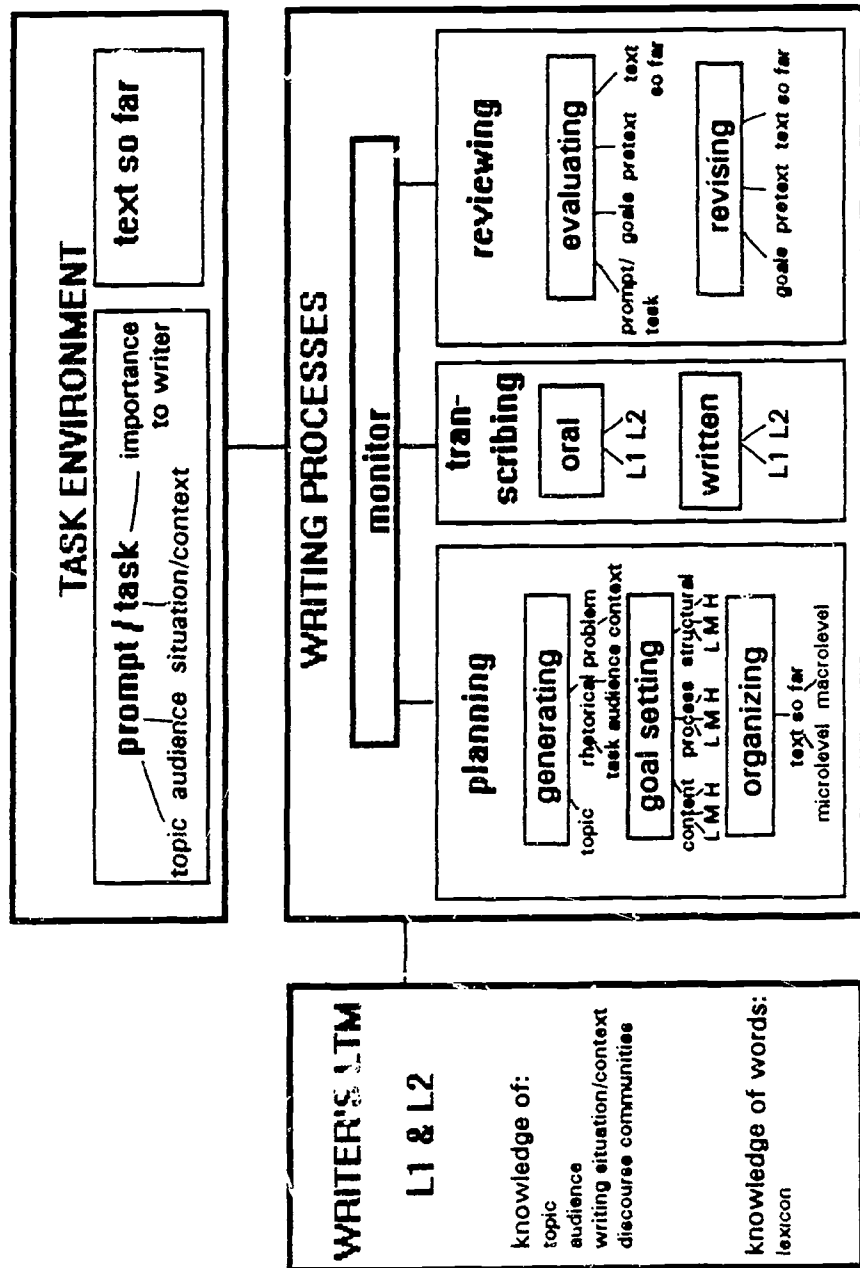 TASK ENVIRONMENT
prompt / task
importance
to writer
topic audience situation/context
text so far
WRITER'S LTM
L1 & L2
knowledge of:
topic
audience
writing situation/context
discourse communities
knowledge of words:
lexicon
WRITING PROCESSES
monitor
planning
generating
topic rhetorical problem
task audience context
goal setting
content process structural
L M H L M H L M H
organizing
text so far
microlevel macrolevel
tran-
scribing
oral
L1 L2
written
L1 L2
reviewing
evaluating
prompt/ goals pretext text
task so far
revising
goals pretext text so far